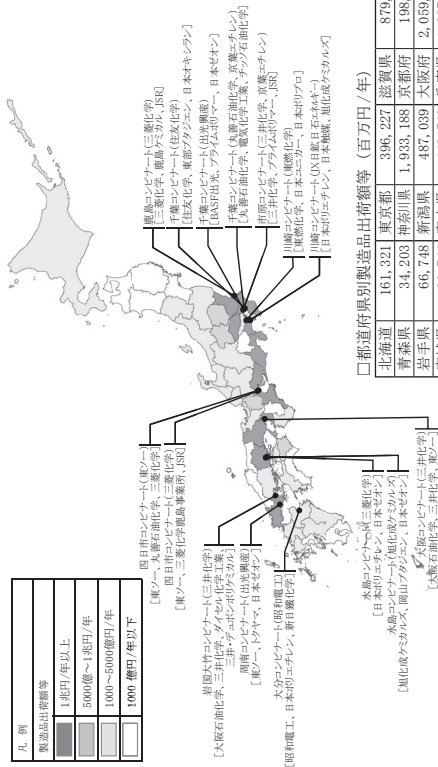 凡 例
製造品出荷額等
1兆円/年以上
5000億~1兆円/年
1000~5000億円/年
1000 億円/年以下
四日市コンビナート(東ソー)
[東ソー、丸善石油化学、三菱化学]
四日市コンビナート(三菱化学)
[東ソー、三菱化学鹿島事業所、JSR]
岩国大竹コンビナート(三井化学)
[大阪石油化学、三井化学、ダイセル化学工業、
三井・デュポンポリケミカル]
周南コンビナート(出光興産)
[東ソー、トクヤマ、日本ゼオン]
大分コンビナート(昭和電工)
[昭和電工、日本ポリエチレン、新日鐵化学]
鹿島コンビナート(三菱化学)
[三菱化学、鹿島ケミカル、JSR]
千葉コンビナート(住友化学)
[住友化学、東部ブタジエン、日本オキシラン]
千葉コンビナート(出光興産)
[BASF出光、プライムポリマー、日本ゼオン]
千葉コンビナート(丸善石油化学、京葉エチレン)
[丸善石油化学、電気化学工業、チッソ石油化学]
市原コンビナート(三井化学、京葉エチレン)
[三井化学、プライムポリマー、JSR]
川崎コンビナート(東燃化学)
[東燃化学、日本ユニカー、日本ポリプロ]
川崎コンビナート(JX日鉱日石エネルギー)
[日本ポリエチレン、日本触媒、旭化成ケミカルズ]
水島コンビナート(三菱化学)
[日本ポリエチレン、日本ゼオン]
水島コンビナート(旭化成ケミカルズ)
[旭化成ケミカルズ、岡山ブタジエン、日本ゼオン]
大阪コンビナート(三井化学)
[大阪石油化学、三井化学、東ソー]
□都道府県別製造品出荷額等(百万円/年)
北海道 161,321 東京都 396,227 滋賀県 879,
青森県 34,203 神奈川県 1,933,188 京都府 198,
岩手県 66,748 新潟県 487,039 大阪府 2,059,